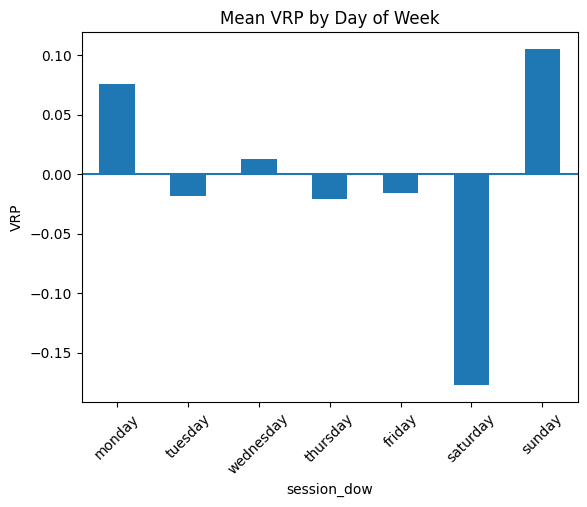 Mean VRP by Day of Week
0.10
0.05
0.00
−0.05
−0.10
−0.15
VRP
monday
tuesday
wednesday
thursday
friday
saturday
sunday
session_dow